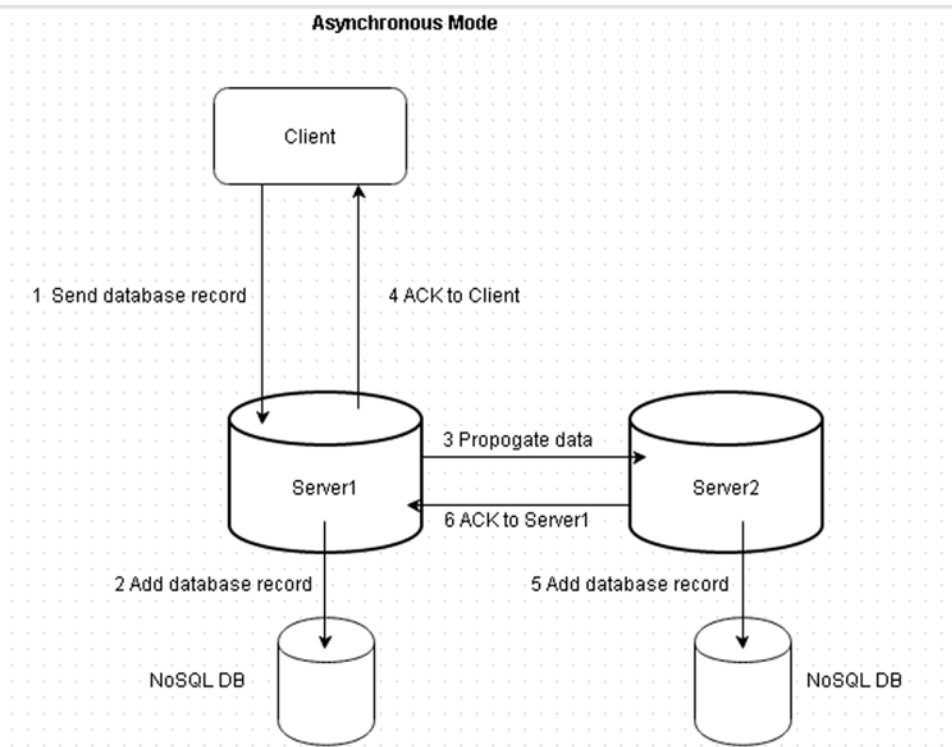 Asynchronous Mode
Client
1 Send database record
4 ACK to Client
3 Propogate data
Server1
Server2
6 ACK to Server1
2 Add database record
5 Add database record
NoSQL DB
NoSQL DB